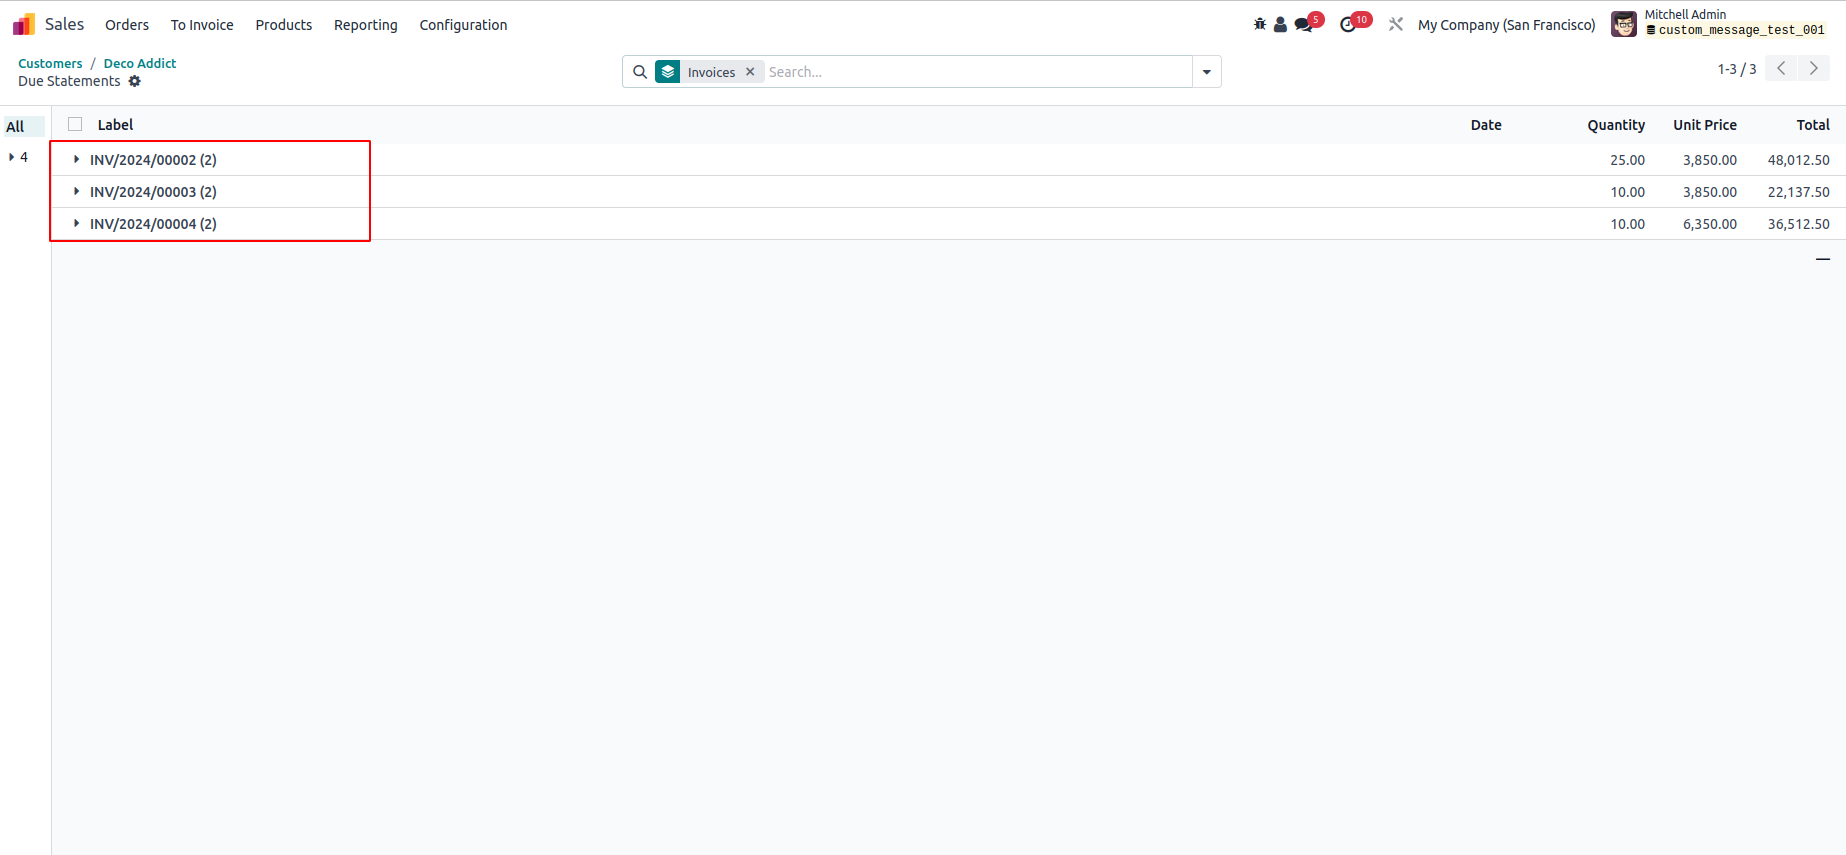 Sales Orders To Invoice Products Reporting Configuration 5 10 My Company (San Francisco) Mitchell Admin
custom_message_test_001
Customers / Deco Addict
Due Statements
Invoices × Search...
1-3 / 3
All
4
Label Date Quantity Unit Price Total
INV/2024/00002 (2) 25.00 3,850.00 48,012.50
INV/2024/00003 (2) 10.00 3,850.00 22,137.50
INV/2024/00004 (2) 10.00 6,350.00 36,512.50
—